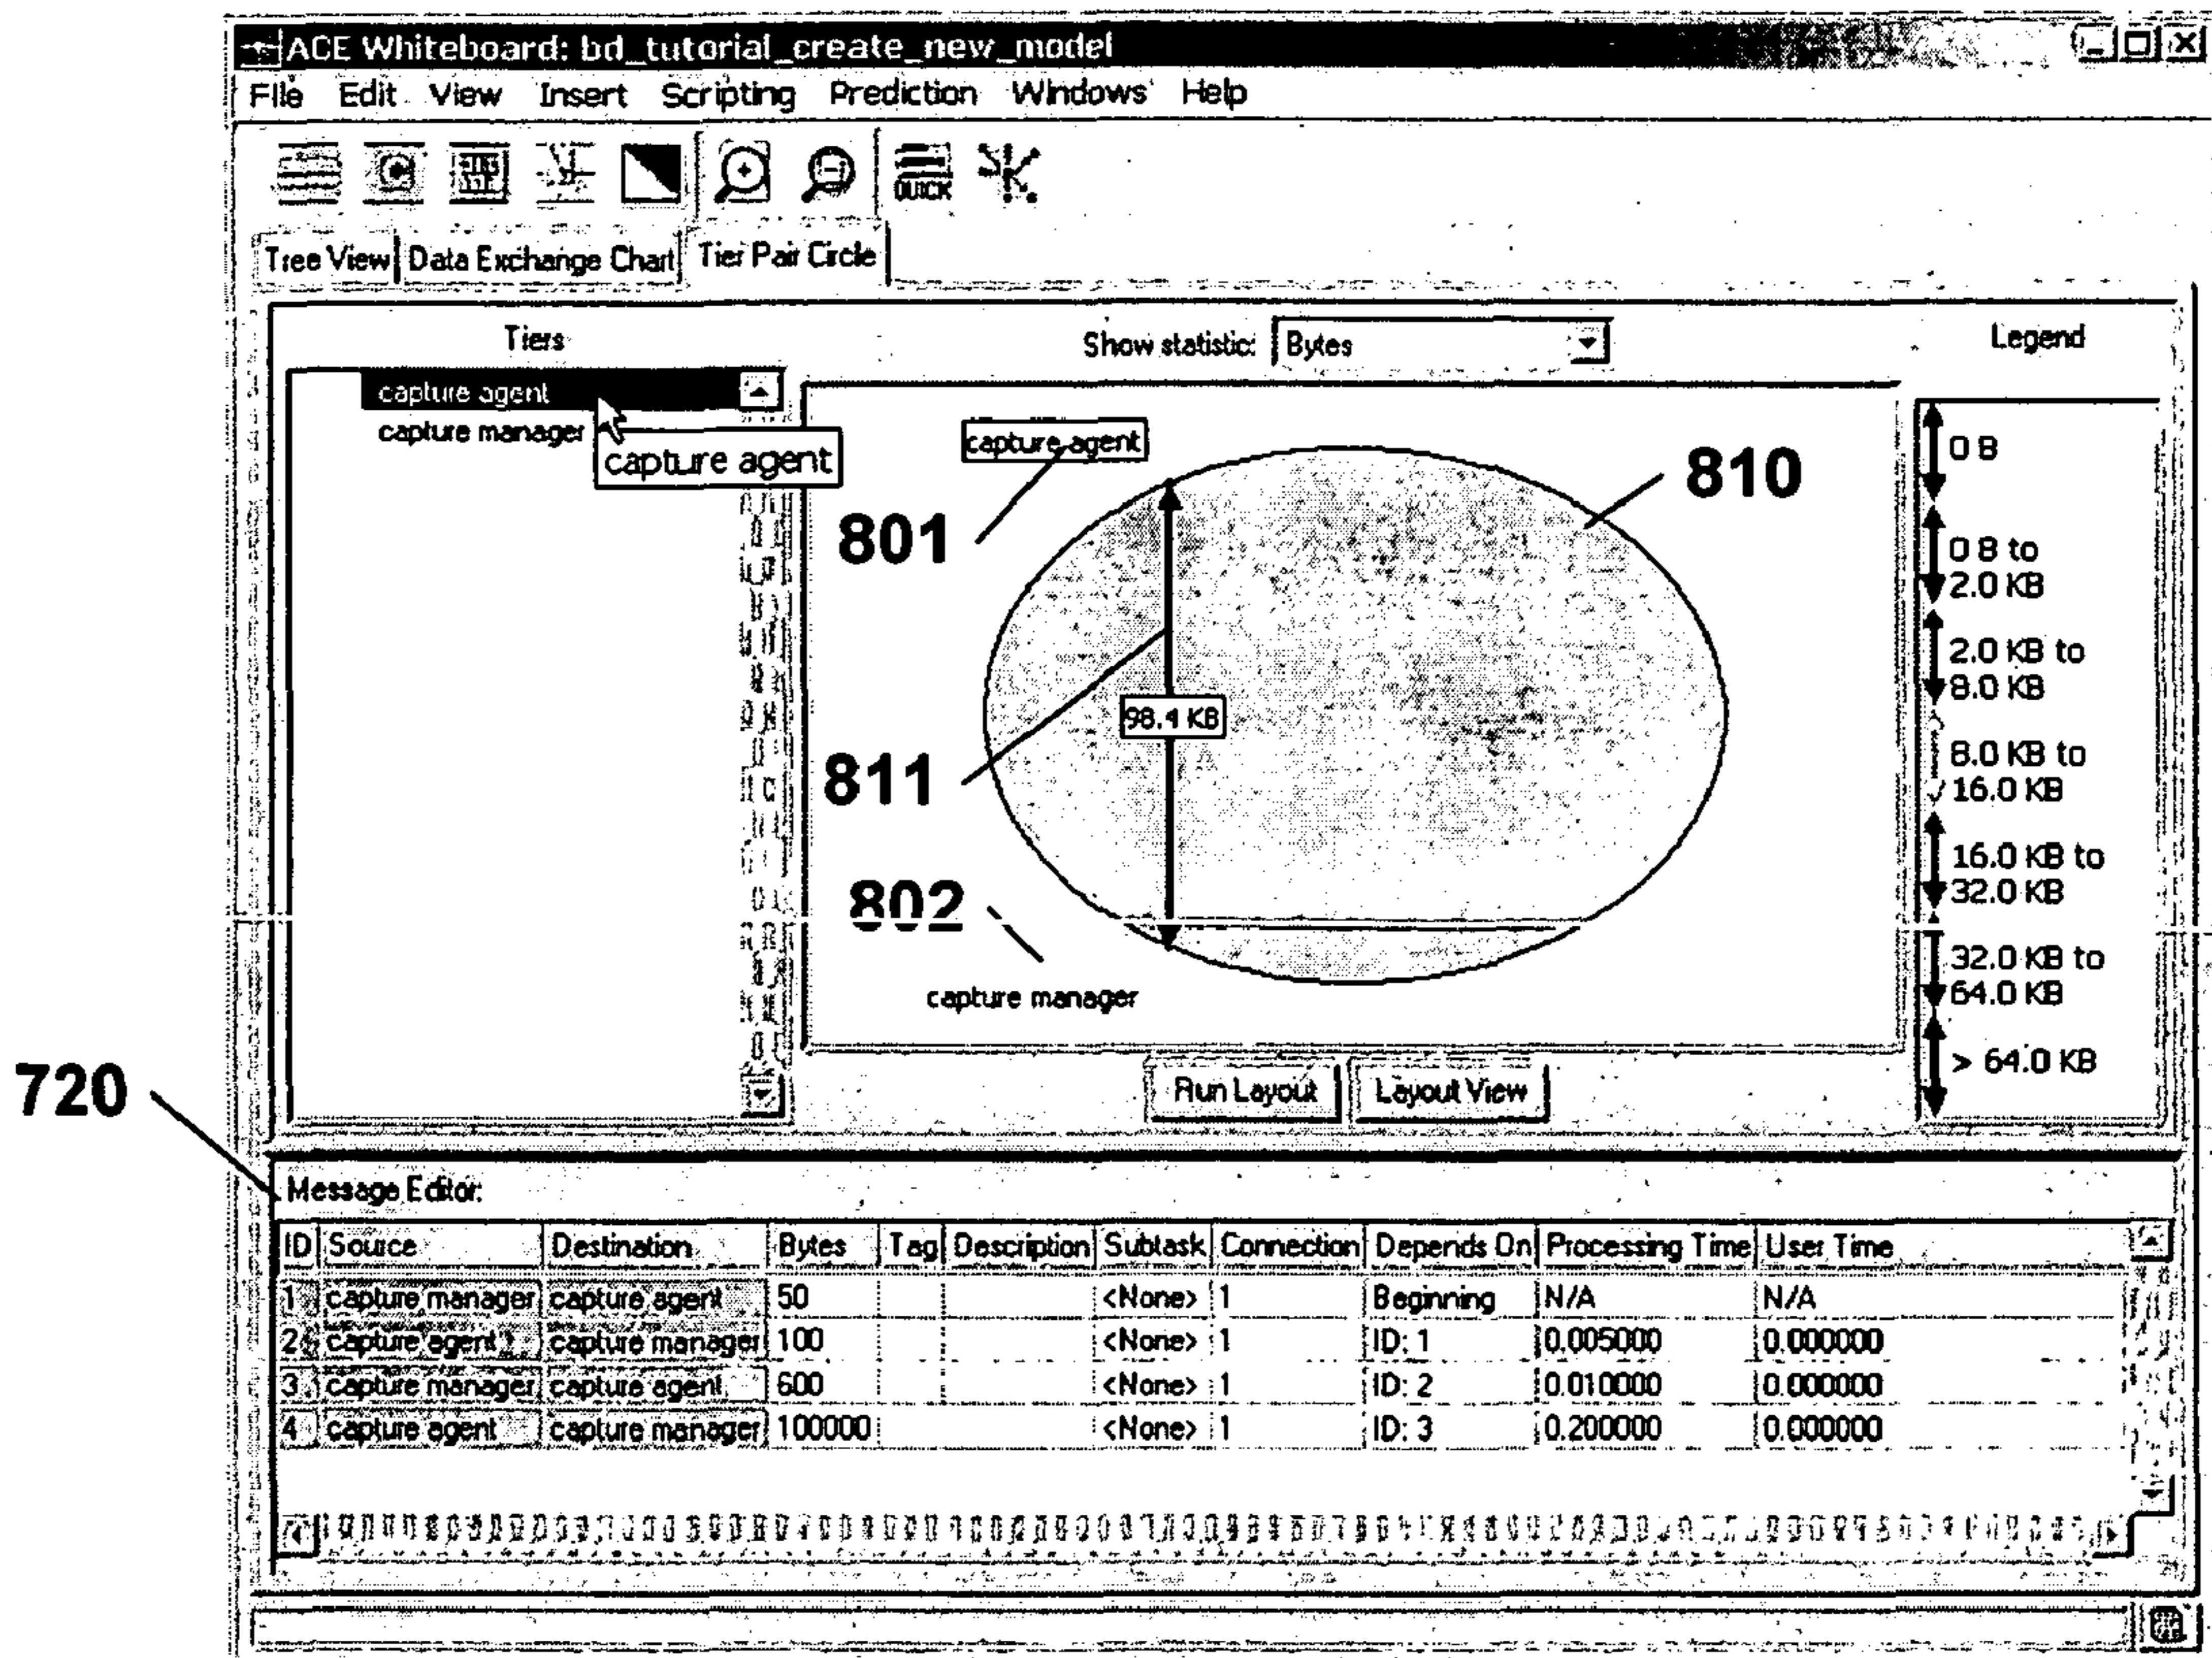 ACE Whiteboard: bd_tutorial_create_new_model
File Edit View Insert Scripting Prediction Windows Help
QUICK
Tree View Data Exchange Chart Tier Pair Circle
Tiers Show statistic: Bytes Legend
capture agent
capture manager
capture agent
capture agent
801
810
811
98.4 KB
802
capture manager
0 B
0 B to
2.0 KB
2.0 KB to
8.0 KB
8.0 KB to
16.0 KB
16.0 KB to
32.0 KB
32.0 KB to
64.0 KB
> 64.0 KB
Run Layout Layout View
720
Message Editor:
ID Source Destination Bytes Tag Description Subtask Connection Depends On Processing Time User Time
1 capture manager capture agent 50 <None> 1 Beginning N/A N/A
2 capture agent capture manager 100 <None> 1 ID: 1 0.005000 0.000000
3 capture manager capture agent 600 <None> 1 ID: 2 0.010000 0.000000
4 capture agent capture manager 100000 <None> 1 ID: 3 0.200000 0.000000